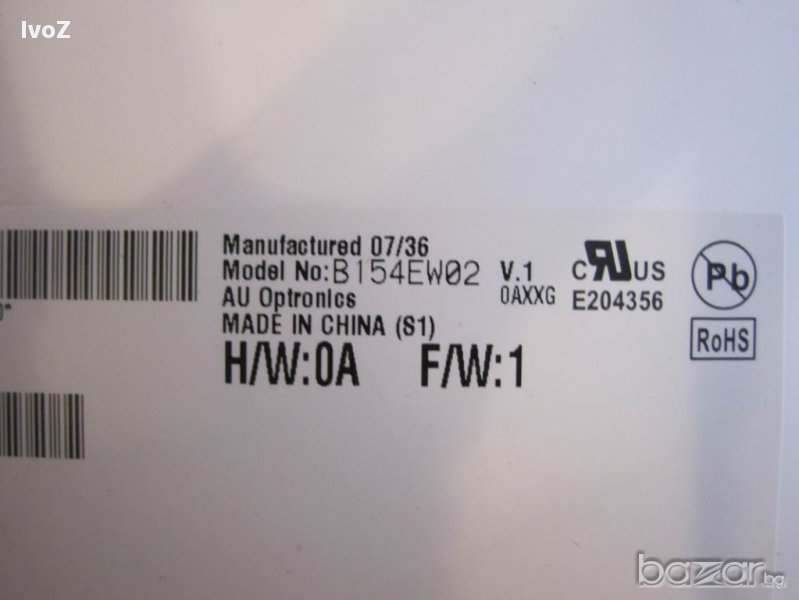 IvoZ
Manufactured 07/36
Model No:B154EW02 V.1
AU Optronics 0AXXG
MADE IN CHINA (S1)
H/W:0A F/W:1
C RU US
E204356
Pb
RoHS
bazar.bg